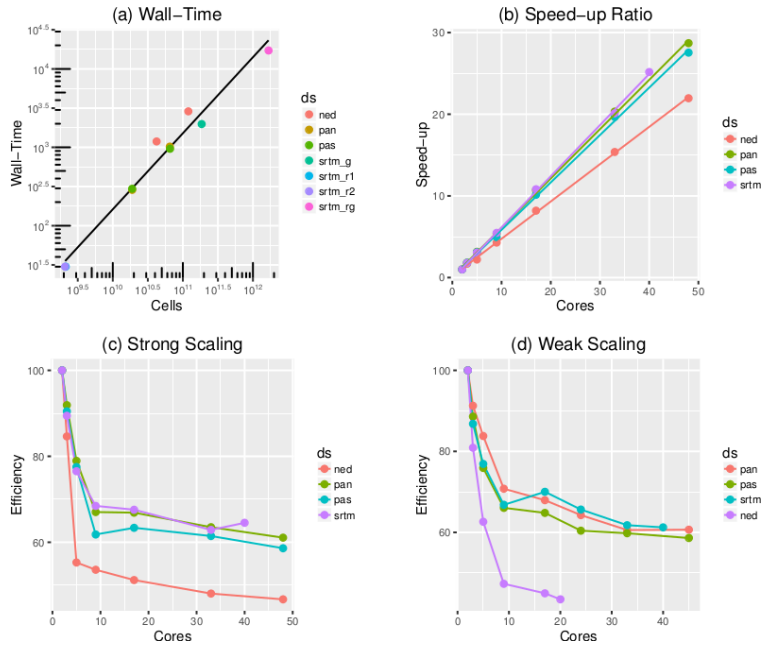 (a) Wall−Time
10^4.5
10^4
10^3.5
10^3
10^2.5
10^2
10^1.5
Wall−Time
10^9.5 10^10 10^10.5 10^11 10^11.5 10^12
Cells
ds
ned
pan
pas
srtm_g
srtm_r1
srtm_r2
srtm_rg
(b) Speed−up Ratio
30
20
10
0
Speed−up
0 10 20 30 40 50
Cores
ds
ned
pan
pas
srtm
(c) Strong Scaling
100
80
60
Efficiency
0 10 20 30 40 50
Cores
ds
ned
pan
pas
srtm
(d) Weak Scaling
100
80
60
Efficiency
0 10 20 30 40
Cores
ds
pan
pas
srtm
ned